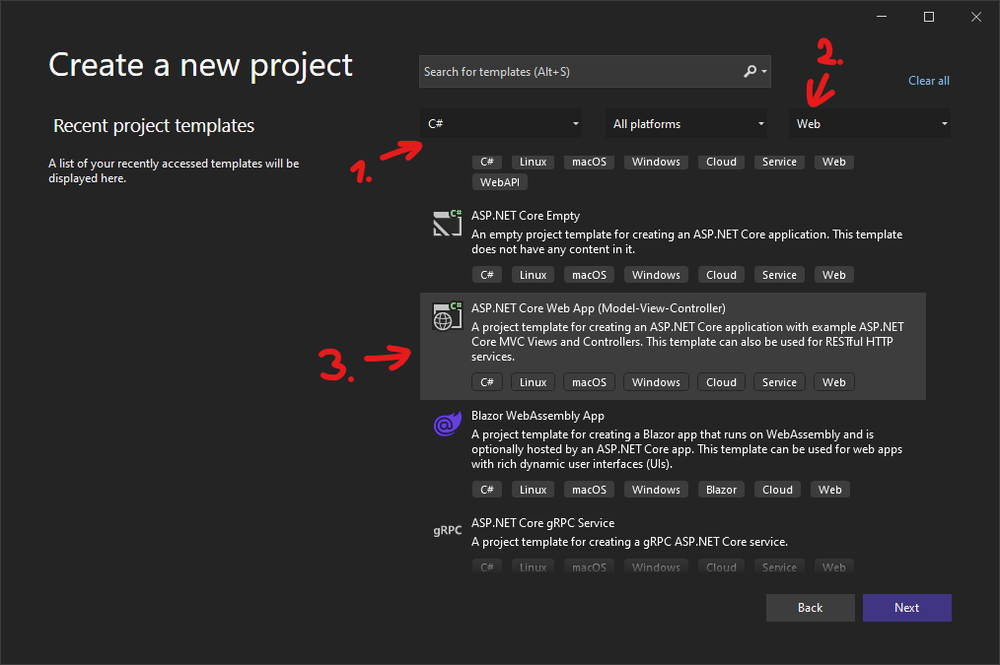 Create a new project
Search for templates (Alt+S)
2.
Clear all
Recent project templates
C#
All platforms
Web
A list of your recently accessed templates will be
displayed here.
1.
C# Linux macOS Windows Cloud Service Web
WebAPI
C#
ASP.NET Core Empty
An empty project template for creating an ASP.NET Core application. This template
does not have any content in it.
C# Linux macOS Windows Cloud Service Web
C#
ASP.NET Core Web App (Model-View-Controller)
A project template for creating an ASP.NET Core application with example ASP.NET
Core MVC Views and Controllers. This template can also be used for RESTful HTTP
services.
3.
C# Linux macOS Windows Cloud Service Web
Blazor WebAssembly App
A project template for creating a Blazor app that runs on WebAssembly and is
optionally hosted by an ASP.NET Core app. This template can be used for web apps
with rich dynamic user interfaces (UIs).
C# Linux macOS Windows Blazor Cloud Web
gRPC
ASP.NET Core gRPC Service
A project template for creating a gRPC ASP.NET Core service.
C# Linux macOS Windows Cloud Service Web
Back
Next